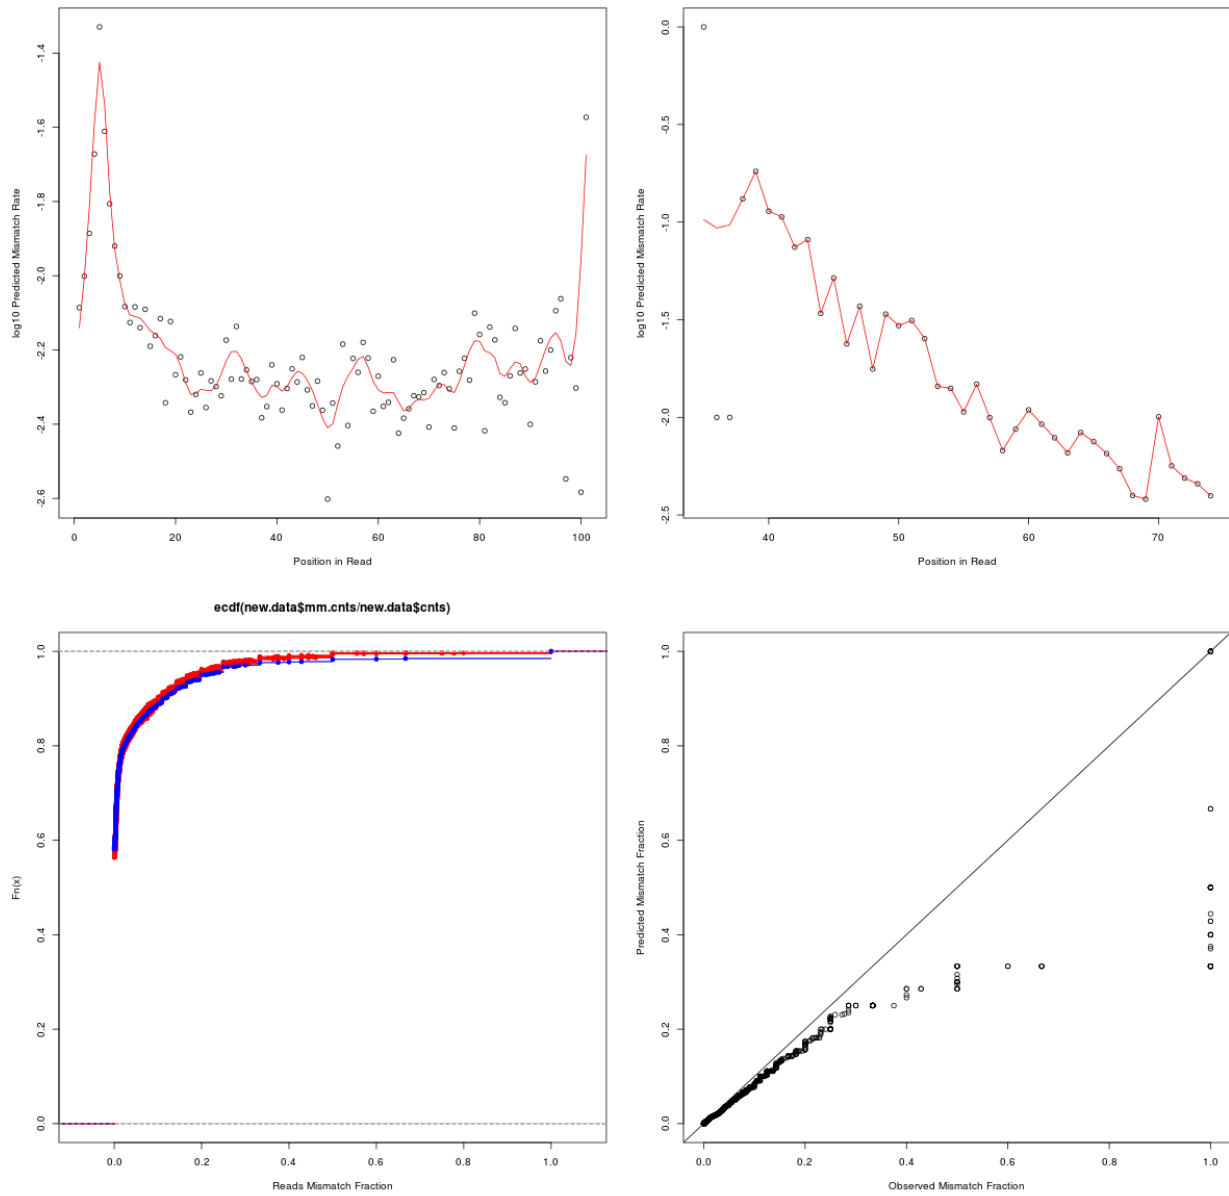 log10 Predicted Mismatch Rate
-1.4
-1.6
-1.8
-2.0
-2.2
-2.4
-2.6
0 20 40 60 80 100
Position in Read
log10 Predicted Mismatch Rate
0.0
-0.5
-1.0
-1.5
-2.0
-2.5
40 50 60 70
Position in Read
ecdf(new.data$mm.cnts/new.data$cnts)
Fn(x)
1.0
0.8
0.6
0.4
0.2
0.0
0.0 0.2 0.4 0.6 0.8 1.0
Reads Mismatch Fraction
Predicted Mismatch Fraction
1.0
0.8
0.6
0.4
0.2
0.0
0.0 0.2 0.4 0.6 0.8 1.0
Observed Mismatch Fraction